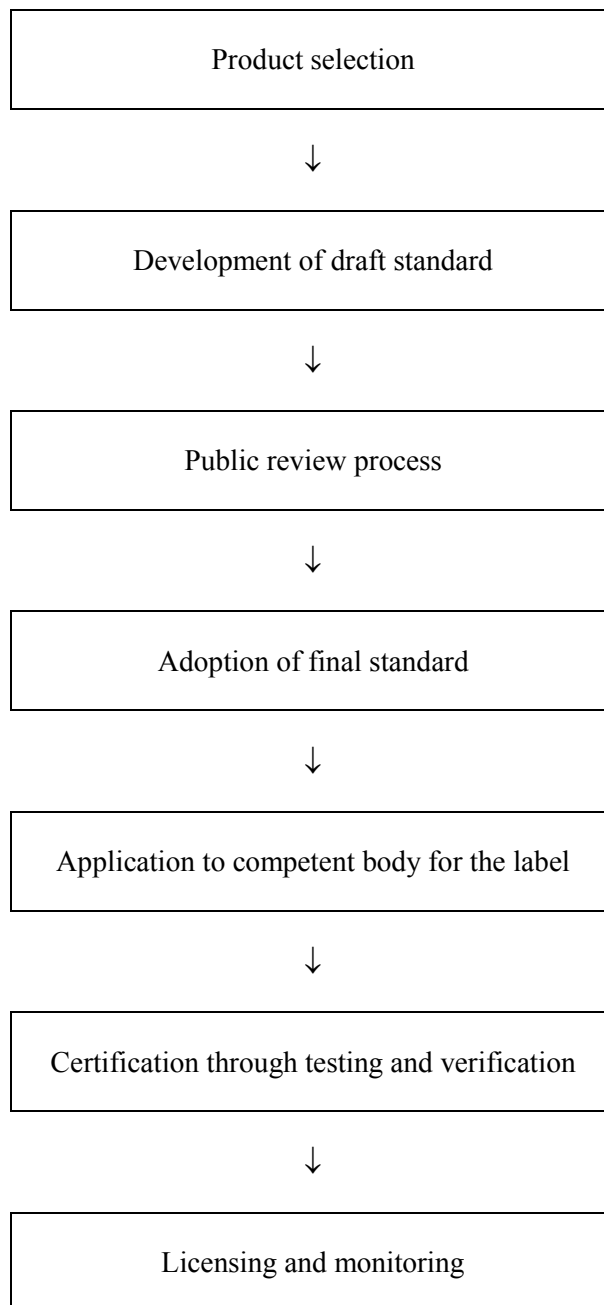 Product selection
↓
Development of draft standard
↓
Public review process
↓
Adoption of final standard
↓
Application to competent body for the label
↓
Certification through testing and verification
↓
Licensing and monitoring